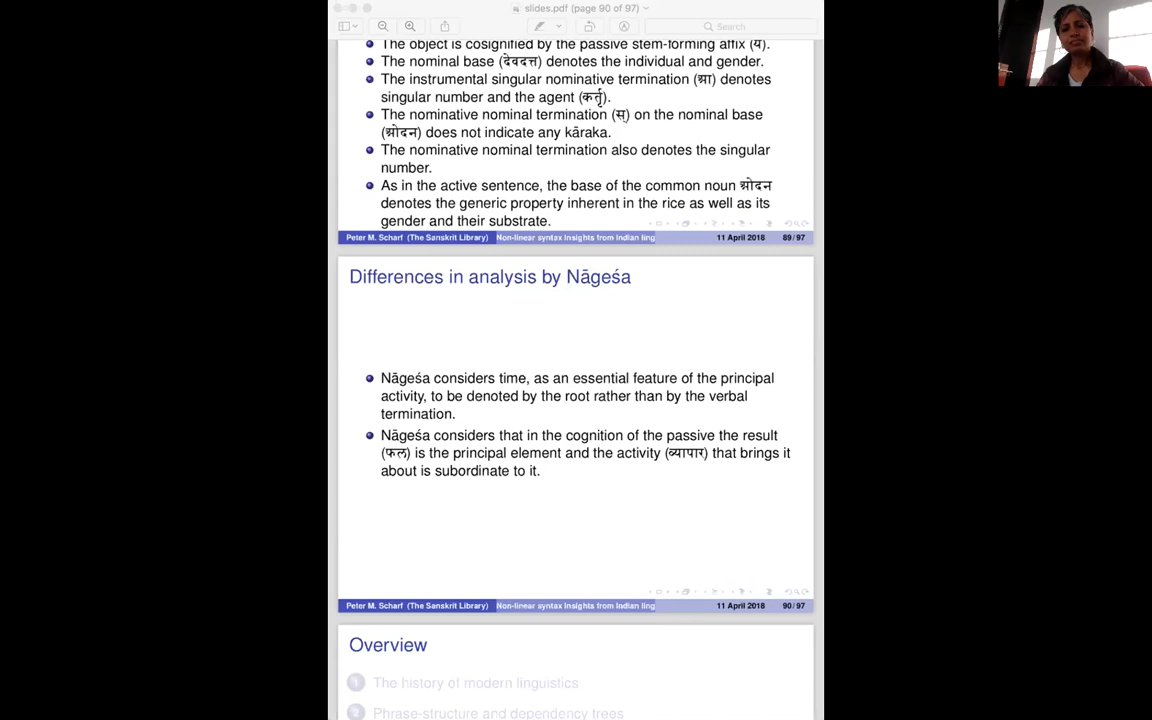 slides.pdf (page 90 of 97)
Search
The object is cosignified by the passive stem-forming affix (य).
The nominal base (देवदत्त) denotes the individual and gender.
The instrumental singular nominative termination (आ) denotes
singular number and the agent (कर्तृ).
The nominative nominal termination (स्) on the nominal base
(ओदन) does not indicate any kāraka.
The nominative nominal termination also denotes the singular
number.
As in the active sentence, the base of the common noun ओदन
denotes the generic property inherent in the rice as well as its
gender and their substrate.
Peter M. Scharf (The Sanskrit Library) Non-linear syntax Insights from Indian ling 11 April 2018 89/97
Differences in analysis by Nāgeśa
Nāgeśa considers time, as an essential feature of the principal
activity, to be denoted by the root rather than by the verbal
termination.
Nāgeśa considers that in the cognition of the passive the result
(फल) is the principal element and the activity (व्यापार) that brings it
about is subordinate to it.
Peter M. Scharf (The Sanskrit Library) Non-linear syntax Insights from Indian ling 11 April 2018 90/97
Overview
1 The history of modern linguistics
2 Phrase-structure and dependency trees